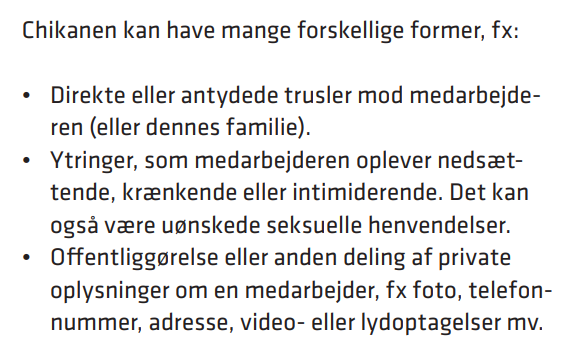 Chikanen kan have mange forskellige former, fx:
• Direkte eller antydede trusler mod medarbejde-
ren (eller dennes familie).
• Ytringer, som medarbejderen oplever nedsæt-
tende, krænkende eller intimiderende. Det kan
også være uønskede seksuelle henvendelser.
• Offentliggørelse eller anden deling af private
oplysninger om en medarbejder, fx foto, telefon-
nummer, adresse, video- eller lydoptagelser mv.